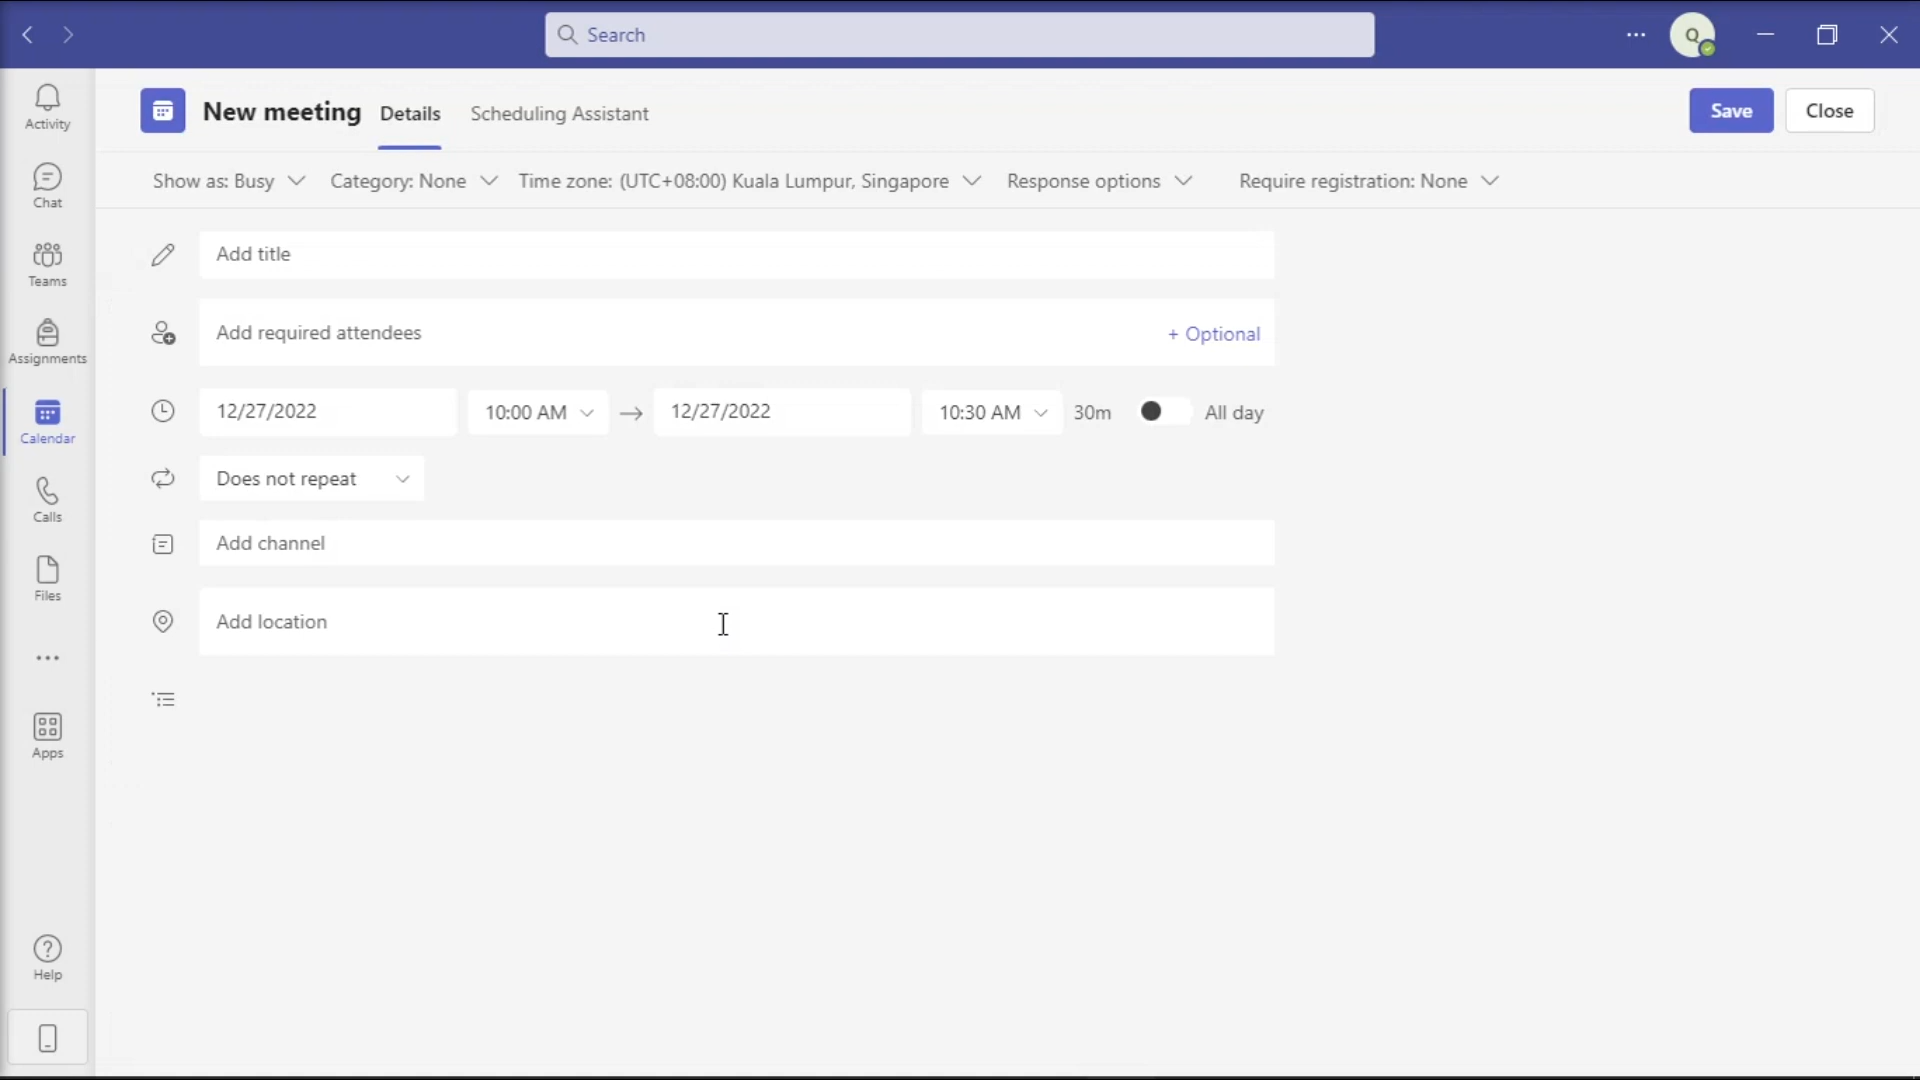 Search
Q
Activity
Chat
Teams
Assignments
Calendar
Calls
Files
Apps
Help
New meeting Details Scheduling Assistant
Save Close
Show as: Busy Category: None Time zone: (UTC+08:00) Kuala Lumpur, Singapore Response options Require registration: None
Add title
Add required attendees + Optional
12/27/2022 10:00 AM → 12/27/2022 10:30 AM 30m All day
Does not repeat
Add channel
Add location